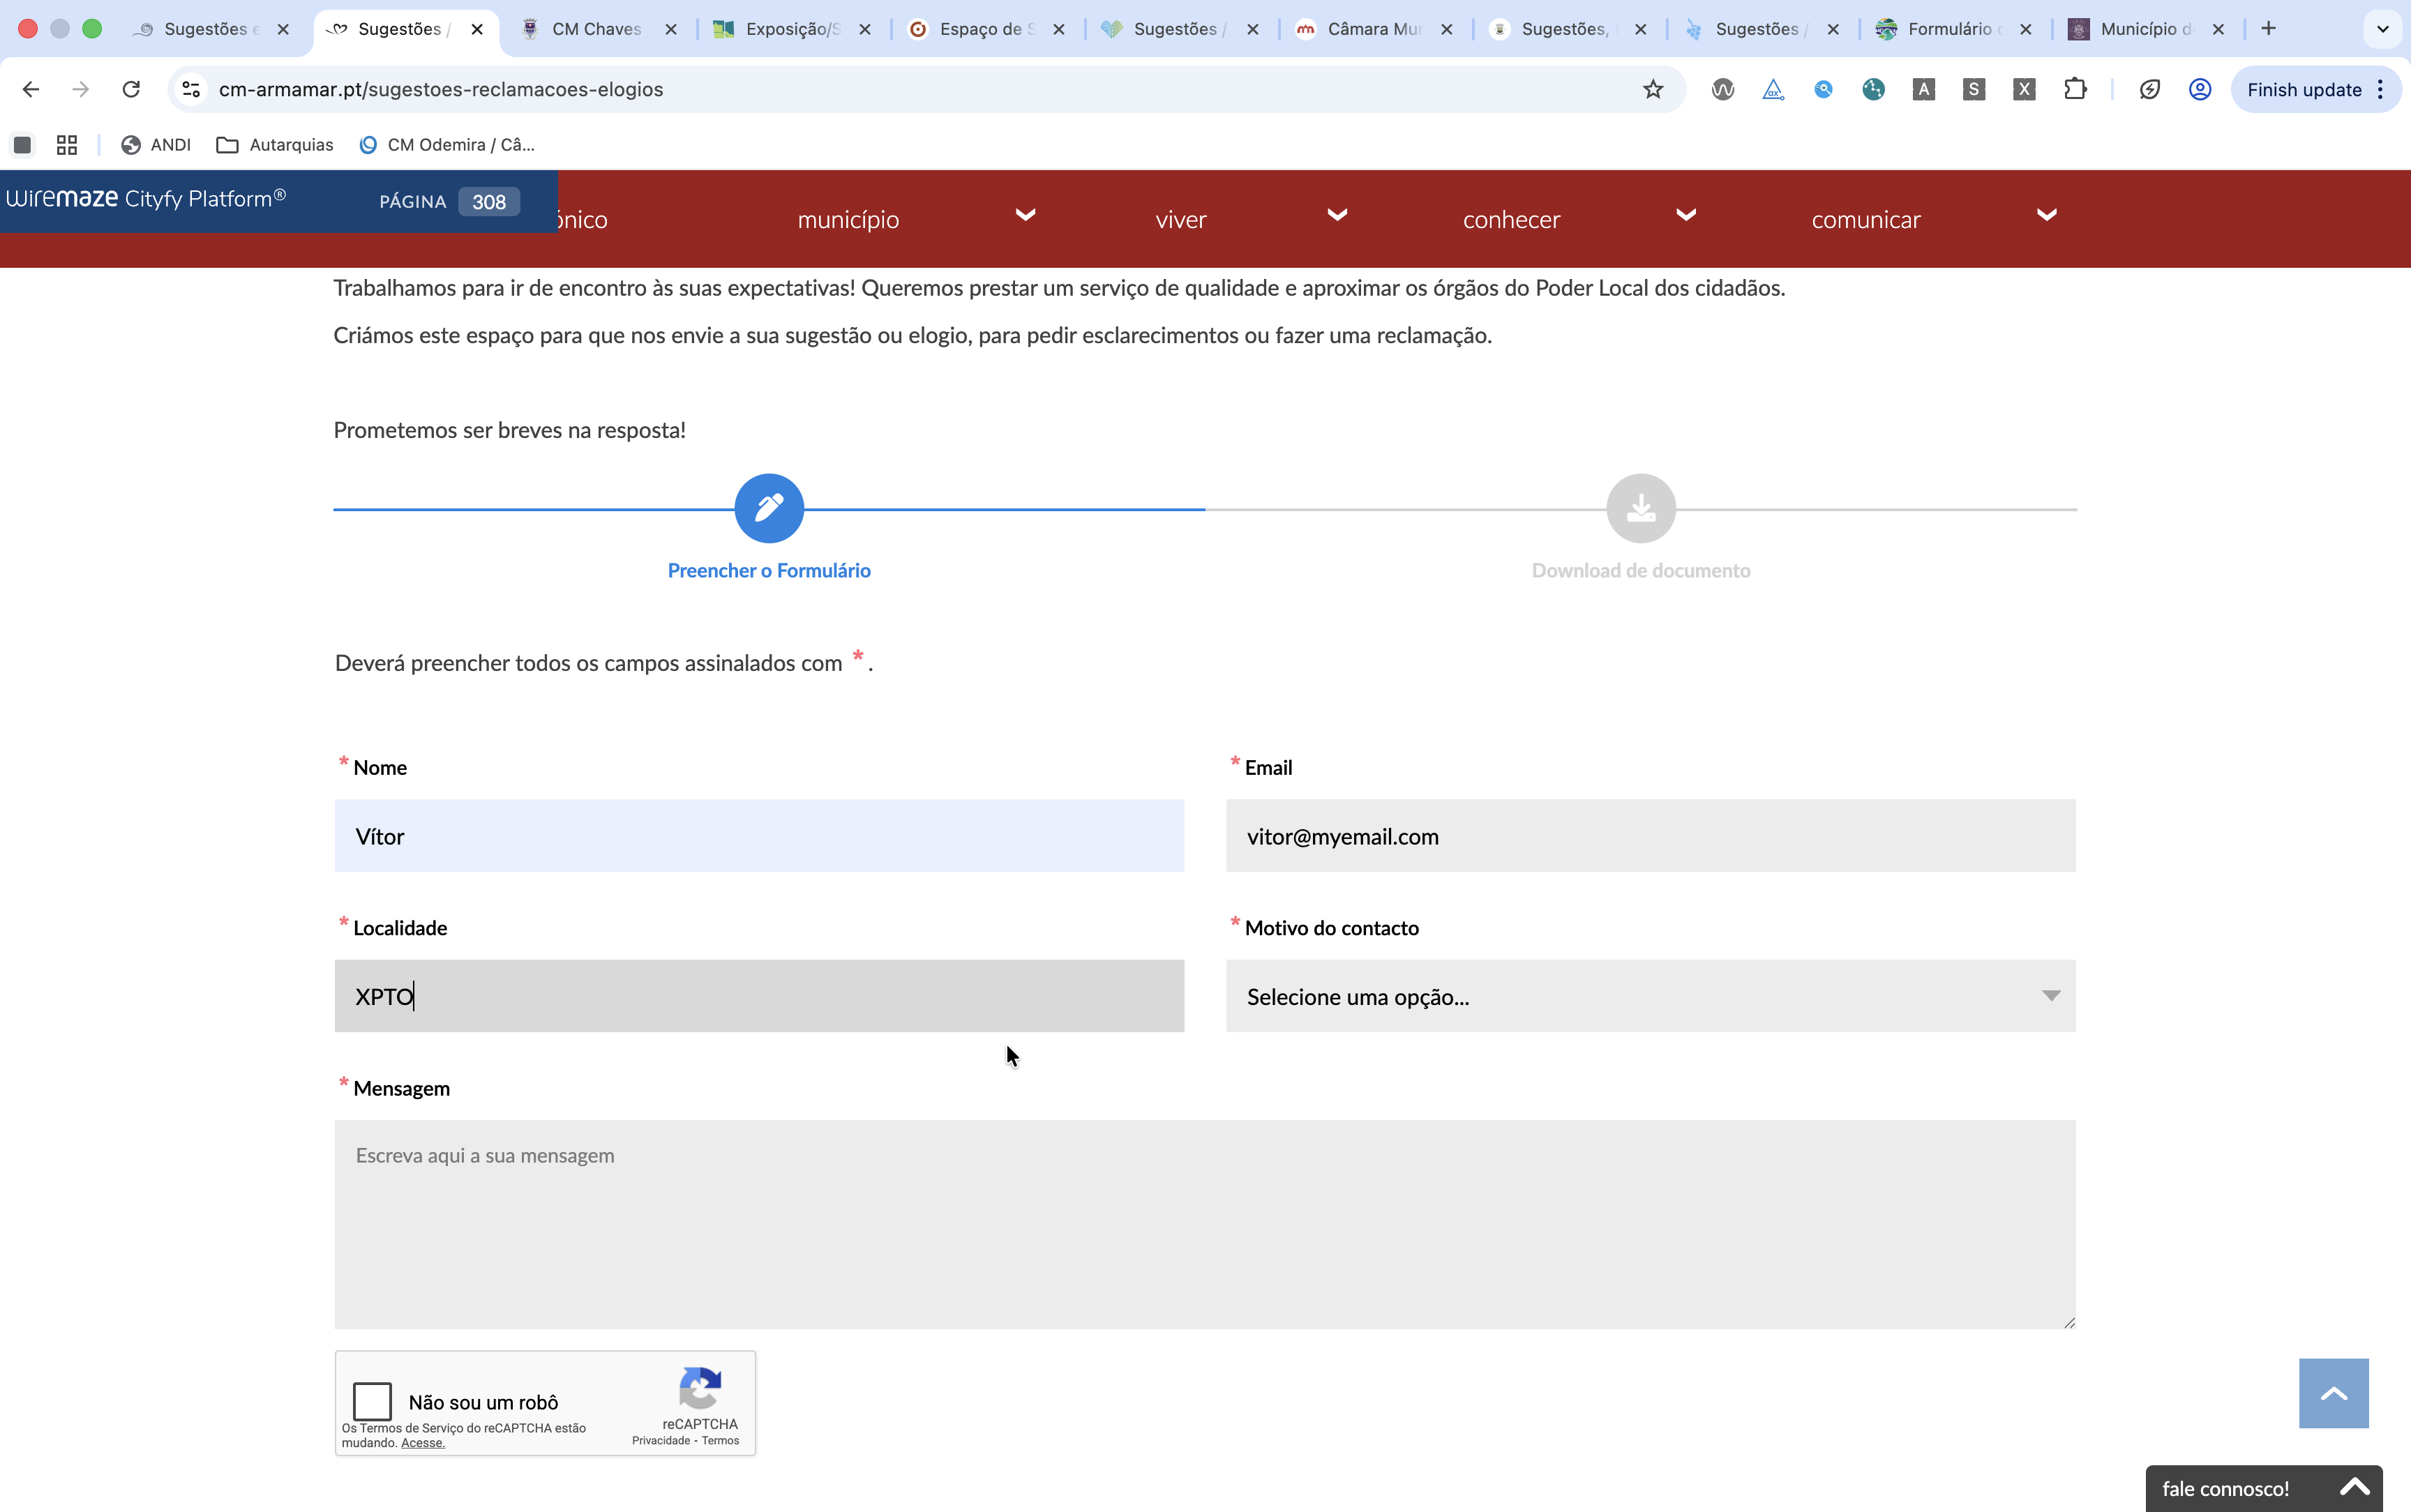 Sugestões e
Sugestões /
CM Chaves
Exposição/S
Espaço de S
Sugestões /
Câmara Mur
Sugestões,
Sugestões /
Formulário c
Município d
cm-armamar.pt/sugestoes-reclamacoes-elogios
Finish update
ANDI
Autarquias
CM Odemira / Câ...
wiremaze Cityfy Platform®
PÁGINA 308
ónico
município
viver
conhecer
comunicar
Trabalhamos para ir de encontro às suas expectativas! Queremos prestar um serviço de qualidade e aproximar os órgãos do Poder Local dos cidadãos.
Criámos este espaço para que nos envie a sua sugestão ou elogio, para pedir esclarecimentos ou fazer uma reclamação.
Prometemos ser breves na resposta!
Preencher o Formulário
Download de documento
Deverá preencher todos os campos assinalados com * .
* Nome
* Email
Vítor
vitor@myemail.com
* Localidade
* Motivo do contacto
XPTO
Selecione uma opção...
* Mensagem
Escreva aqui a sua mensagem
Não sou um robô
Os Termos de Serviço do reCAPTCHA estão
mudando. Acesse.
reCAPTCHA
Privacidade - Termos
fale connosco!